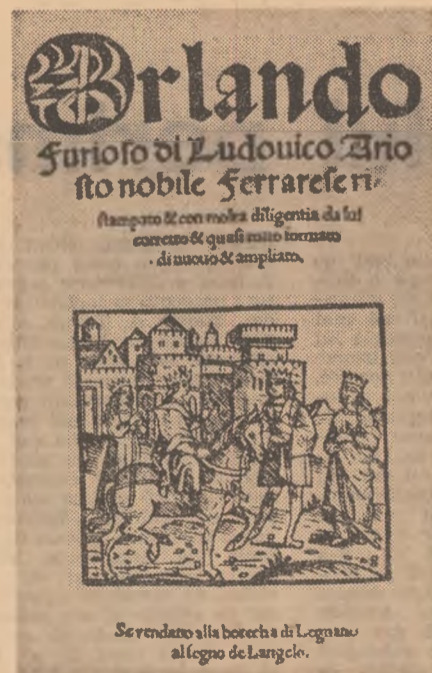 Orlando
Furioso di Ludouico Ario
sto nobile Ferrarese ri-
stampato & con molta diligentia da lui
corretto & quasi tutto formato
di nuouo & ampliato.
Se vendano alla botecha di Legnano
al segno de Langelo.